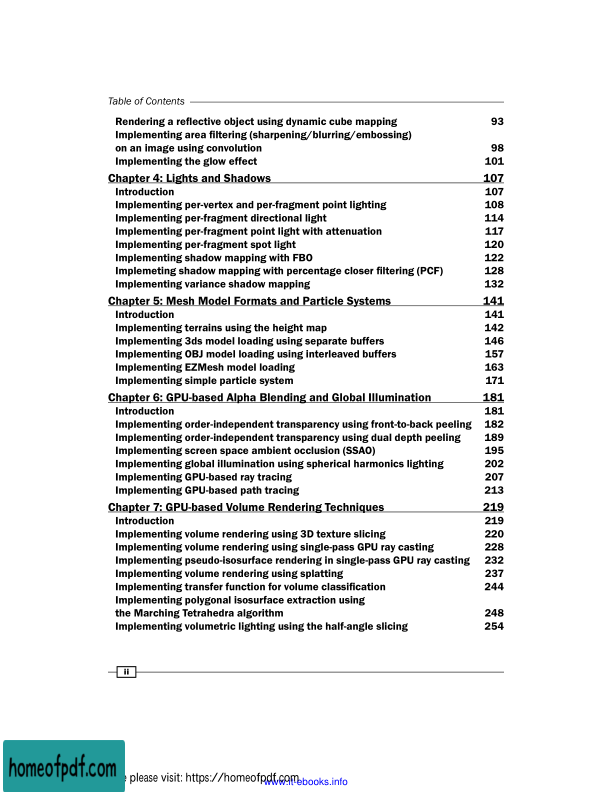 Table of Contents
Rendering a reflective object using dynamic cube mapping 93
Implementing area filtering (sharpening/blurring/embossing)
on an image using convolution 98
Implementing the glow effect 101
Chapter 4: Lights and Shadows 107
Introduction 107
Implementing per-vertex and per-fragment point lighting 108
Implementing per-fragment directional light 114
Implementing per-fragment point light with attenuation 117
Implementing per-fragment spot light 120
Implementing shadow mapping with FBO 122
Implemeting shadow mapping with percentage closer filtering (PCF) 128
Implementing variance shadow mapping 132
Chapter 5: Mesh Model Formats and Particle Systems 141
Introduction 141
Implementing terrains using the height map 142
Implementing 3ds model loading using separate buffers 146
Implementing OBJ model loading using interleaved buffers 157
Implementing EZMesh model loading 163
Implementing simple particle system 171
Chapter 6: GPU-based Alpha Blending and Global Illumination 181
Introduction 181
Implementing order-independent transparency using front-to-back peeling 182
Implementing order-independent transparency using dual depth peeling 189
Implementing screen space ambient occlusion (SSAO) 195
Implementing global illumination using spherical harmonics lighting 202
Implementing GPU-based ray tracing 207
Implementing GPU-based path tracing 213
Chapter 7: GPU-based Volume Rendering Techniques 219
Introduction 219
Implementing volume rendering using 3D texture slicing 220
Implementing volume rendering using single-pass GPU ray casting 228
Implementing pseudo-isosurface rendering in single-pass GPU ray casting 232
Implementing volume rendering using splatting 237
Implementing transfer function for volume classification 244
Implementing polygonal isosurface extraction using
the Marching Tetrahedra algorithm 248
Implementing volumetric lighting using the half-angle slicing 254
ii
homeofpdf.com
please visit: https://homeofpdf.com
www.it-ebooks.info